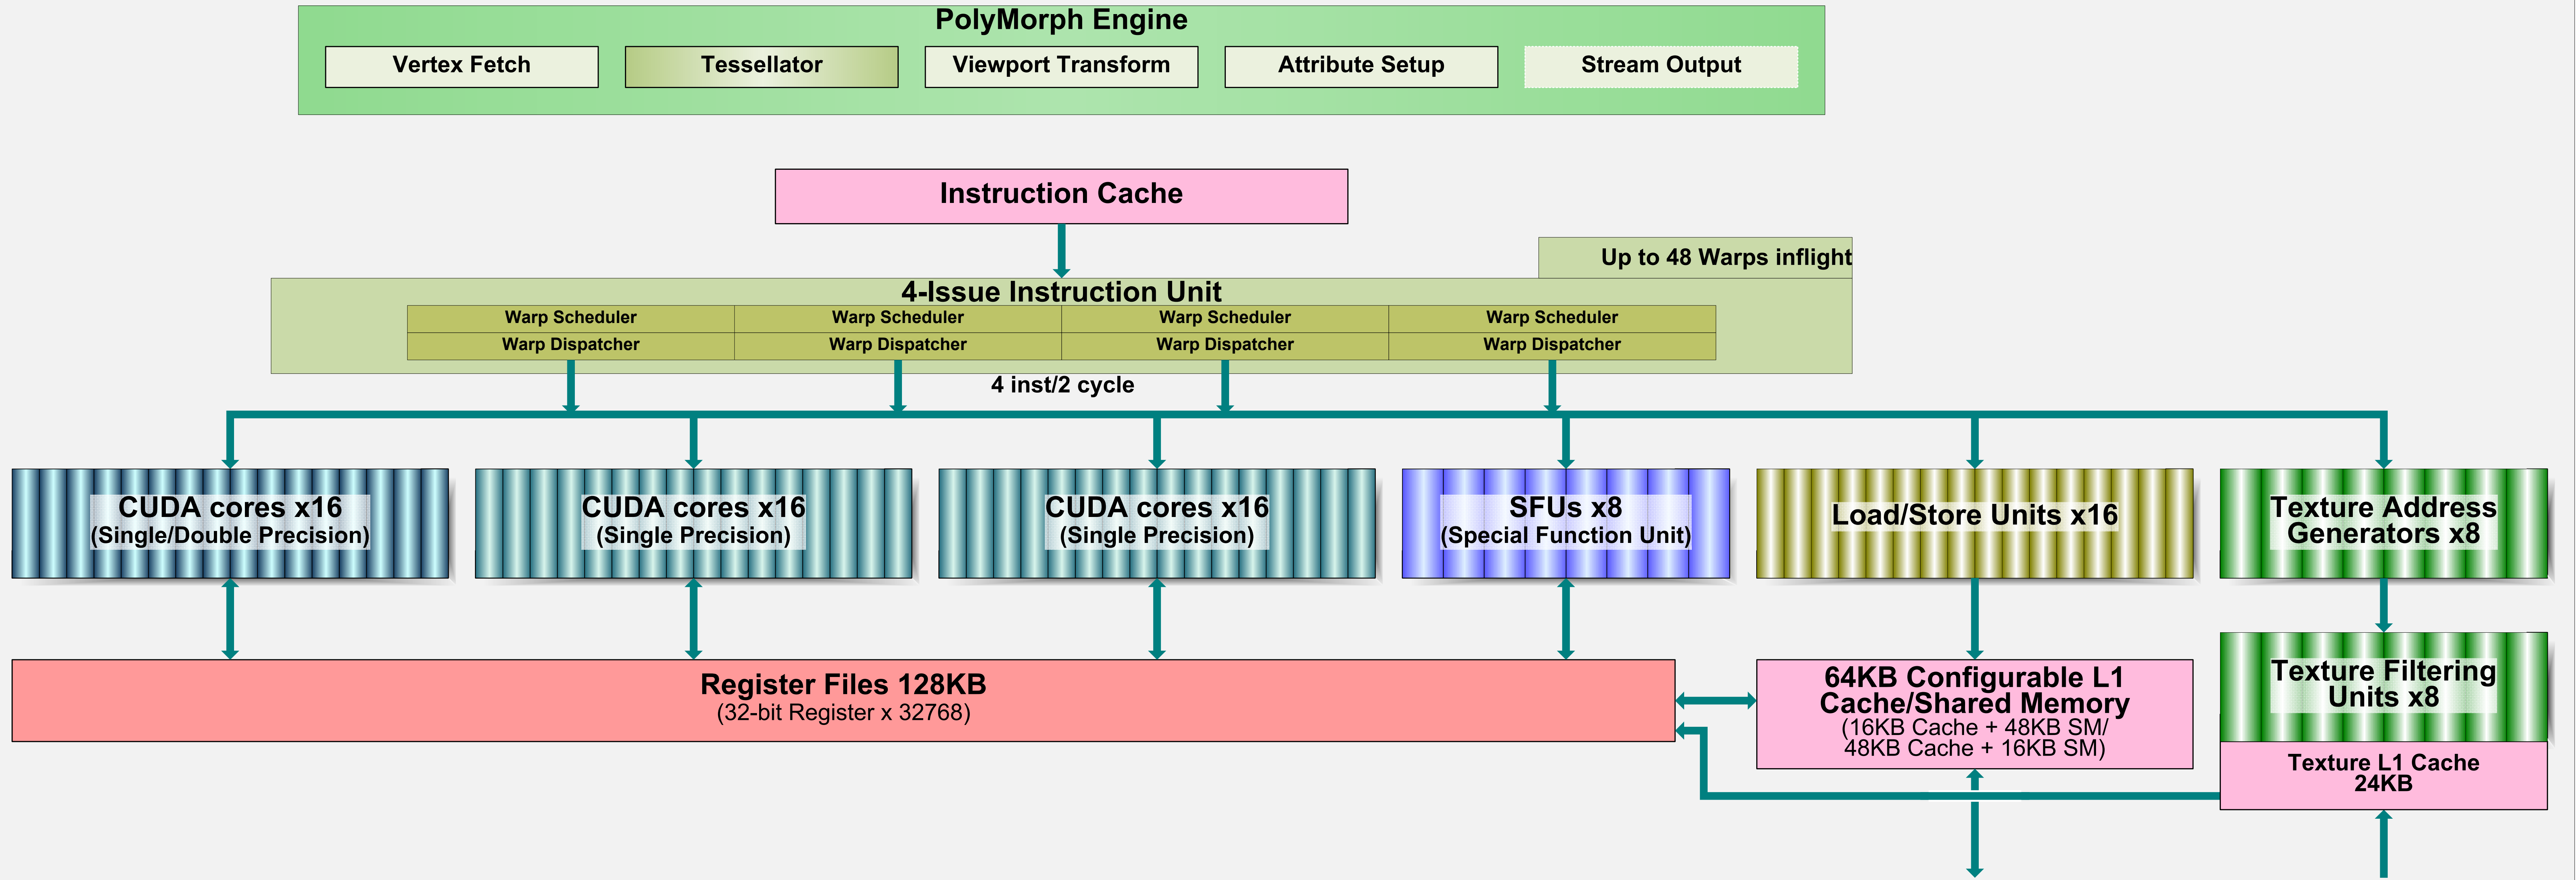 PolyMorph Engine
Vertex Fetch
Tessellator
Viewport Transform
Attribute Setup
Stream Output
Instruction Cache
Up to 48 Warps inflight
4-Issue Instruction Unit
Warp Scheduler
Warp Scheduler
Warp Scheduler
Warp Scheduler
Warp Dispatcher
Warp Dispatcher
Warp Dispatcher
Warp Dispatcher
4 inst/2 cycle
CUDA cores x16
(Single/Double Precision)
CUDA cores x16
(Single Precision)
CUDA cores x16
(Single Precision)
SFUs x8
(Special Function Unit)
Load/Store Units x16
Texture Address
Generators x8
Register Files 128KB
(32-bit Register x 32768)
64KB Configurable L1
Cache/Shared Memory
(16KB Cache + 48KB SM/
48KB Cache + 16KB SM)
Texture Filtering
Units x8
Texture L1 Cache
24KB